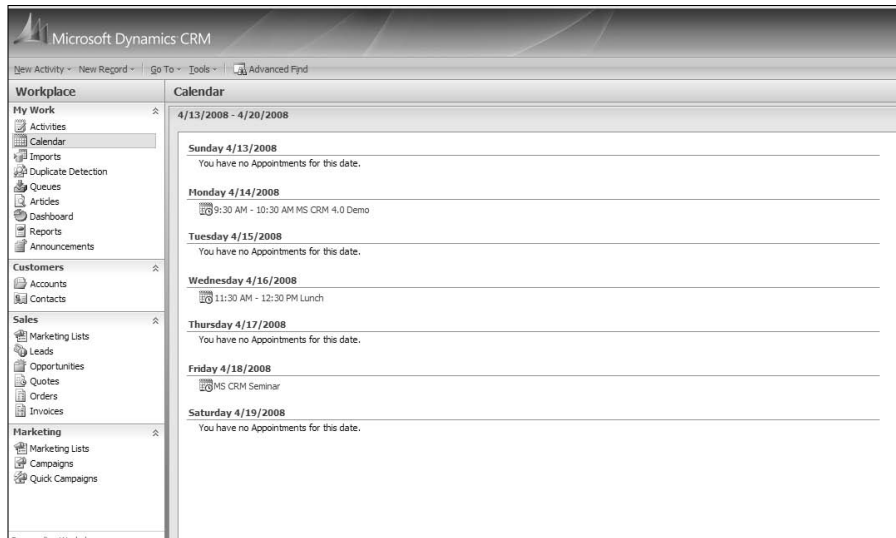 Microsoft Dynamics CRM
New Activity New Record Go To Tools Advanced Find
Workplace
My Work
Activities
Calendar
Imports
Duplicate Detection
Queues
Articles
Dashboard
Reports
Announcements
Customers
Accounts
Contacts
Sales
Marketing Lists
Leads
Opportunities
Quotes
Orders
Invoices
Marketing
Marketing Lists
Campaigns
Quick Campaigns
Calendar
4/13/2008 - 4/20/2008
Sunday 4/13/2008
You have no Appointments for this date.
Monday 4/14/2008
9:30 AM - 10:30 AM MS CRM 4.0 Demo
Tuesday 4/15/2008
You have no Appointments for this date.
Wednesday 4/16/2008
11:30 AM - 12:30 PM Lunch
Thursday 4/17/2008
You have no Appointments for this date.
Friday 4/18/2008
MS CRM Seminar
Saturday 4/19/2008
You have no Appointments for this date.